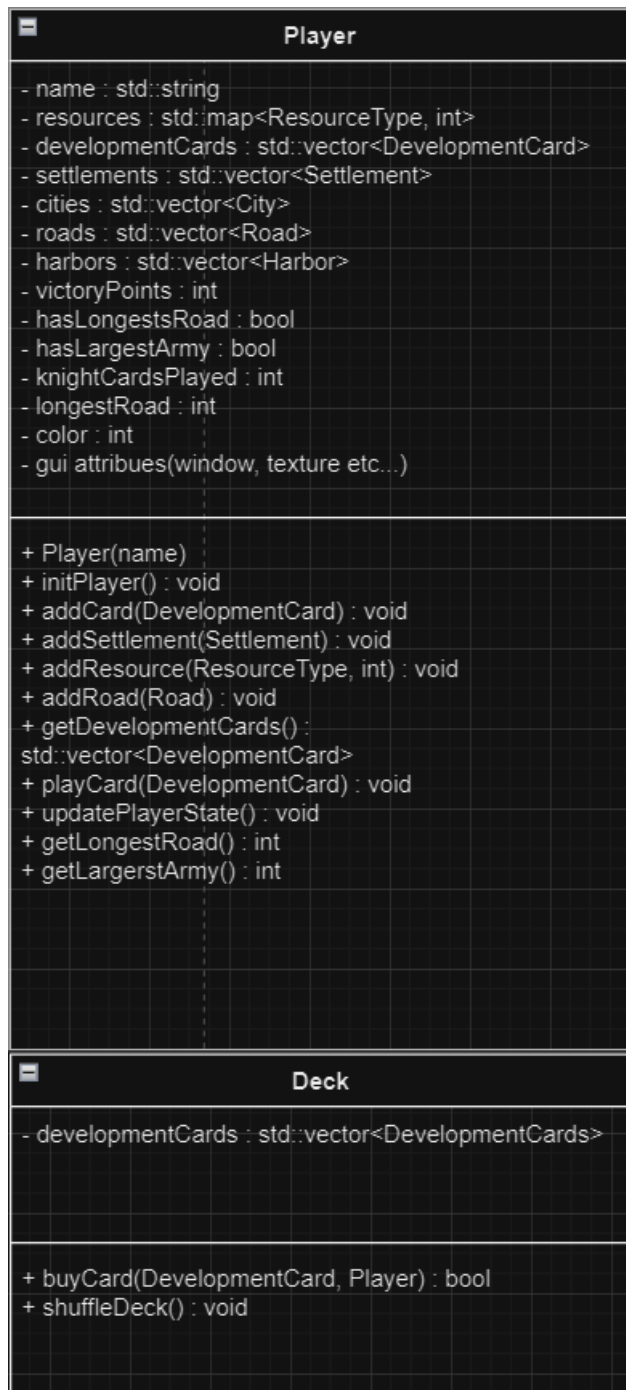 Player
- name : std::string
- resources : std::map<ResourceType, int>
- developmentCards : std::vector<DevelopmentCard>
- settlements : std::vector<Settlement>
- cities : std::vector<City>
- roads : std::vector<Road>
- harbors : std::vector<Harbor>
- victoryPoints : int
- hasLongestsRoad : bool
- hasLargestArmy : bool
- knightCardsPlayed : int
- longestRoad : int
- color : int
- gui attribues(window, texture etc...)
+ Player(name)
+ initPlayer() : void
+ addCard(DevelopmentCard) : void
+ addSettlement(Settlement) : void
+ addResource(ResourceType, int) : void
+ addRoad(Road) : void
+ getDevelopmentCards() :
std::vector<DevelopmentCard>
+ playCard(DevelopmentCard) : void
+ updatePlayerState() : void
+ getLongestRoad() : int
+ getLargerstArmy() : int
Deck
- developmentCards : std::vector<DevelopmentCards>
+ buyCard(DevelopmentCard, Player) : bool
+ shuffleDeck() : void